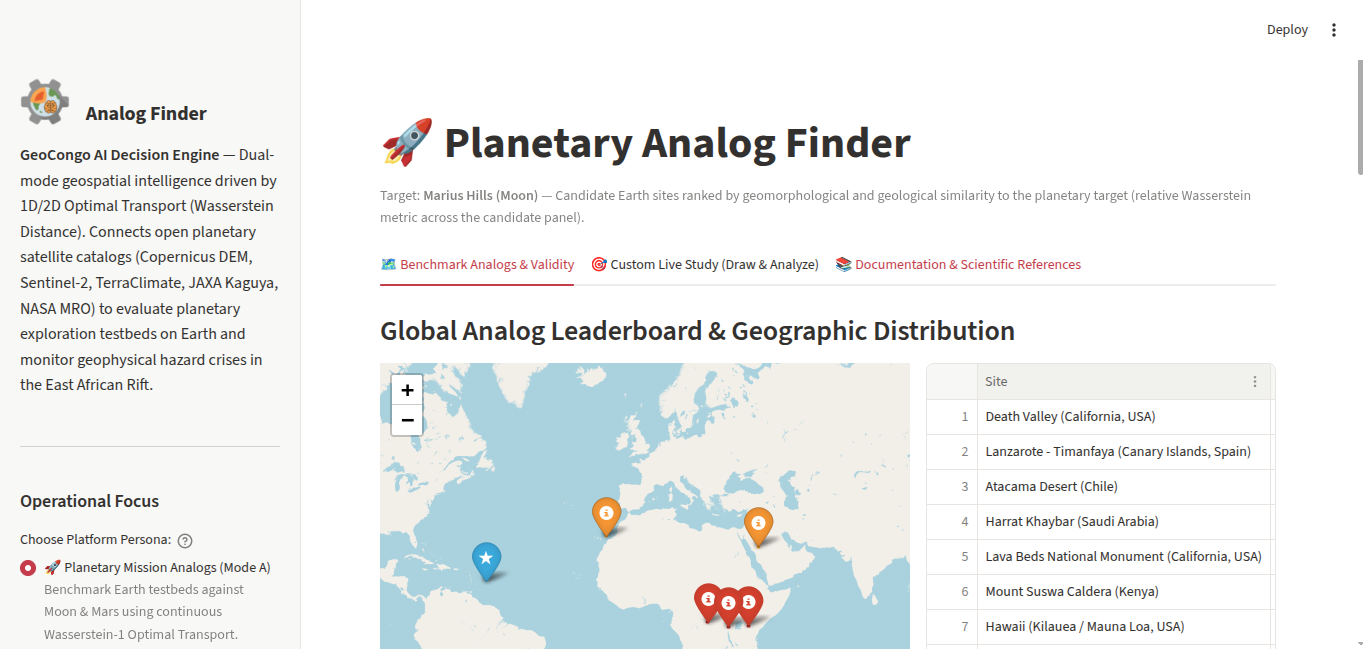 Deploy
Analog Finder
GeoCongo AI Decision Engine — Dual-
mode geospatial intelligence driven by
1D/2D Optimal Transport (Wasserstein
Distance). Connects open planetary
satellite catalogs (Copernicus DEM,
Sentinel-2, TerraClimate, JAXA Kaguya,
NASA MRO) to evaluate planetary
exploration testbeds on Earth and
monitor geophysical hazard crises in
the East African Rift.
Operational Focus
Choose Platform Persona: ?
🚀 Planetary Mission Analogs (Mode A)
Benchmark Earth testbeds against
Moon & Mars using continuous
Wasserstein-1 Optimal Transport.
🚀 Planetary Analog Finder
Target: Marius Hills (Moon) — Candidate Earth sites ranked by geomorphological and geological similarity to the planetary target (relative Wasserstein
metric across the candidate panel).
🗺️ Benchmark Analogs & Validity 🎯 Custom Live Study (Draw & Analyze) 📚 Documentation & Scientific References
Global Analog Leaderboard & Geographic Distribution
+
−
Site
1 Death Valley (California, USA)
2 Lanzarote - Timanfaya (Canary Islands, Spain)
3 Atacama Desert (Chile)
4 Harrat Khaybar (Saudi Arabia)
5 Lava Beds National Monument (California, USA)
6 Mount Suswa Caldera (Kenya)
7 Hawaii (Kilauea / Mauna Loa, USA)